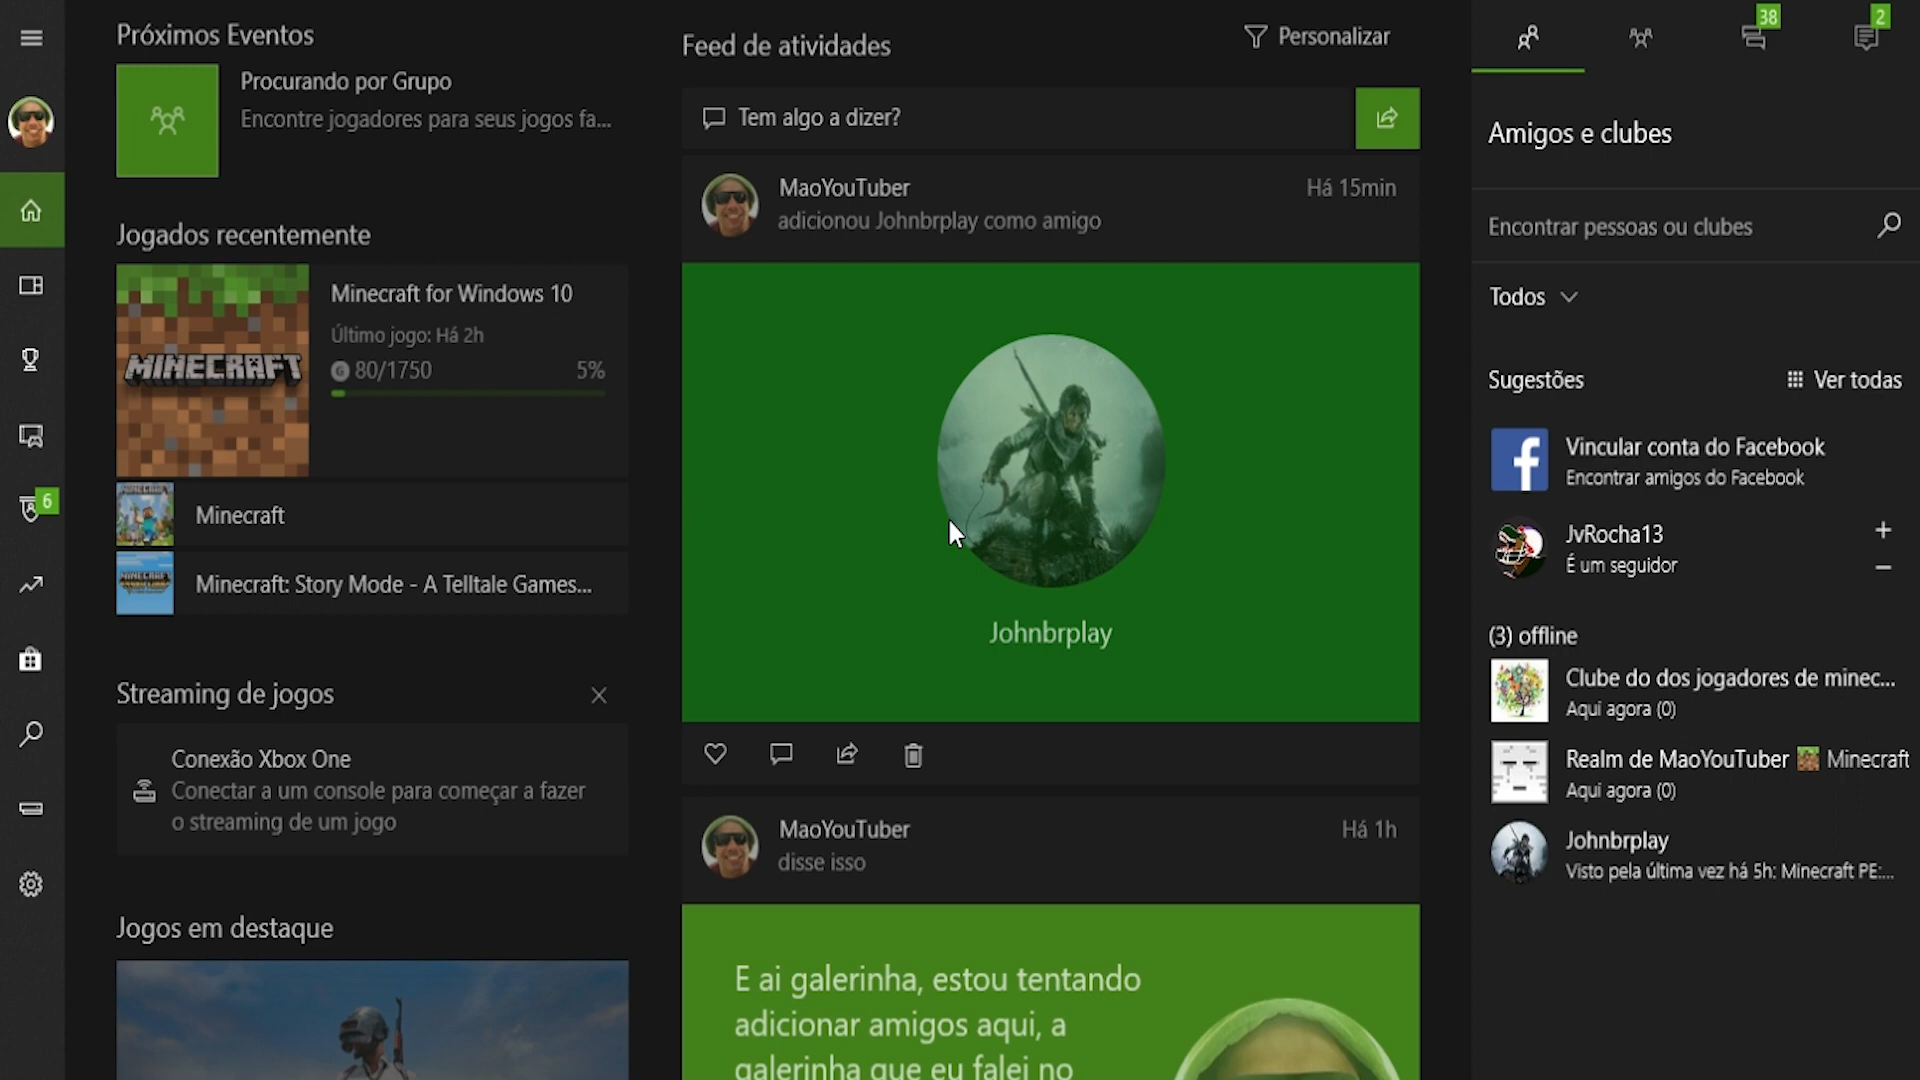 Próximos Eventos
Procurando por Grupo
Encontre jogadores para seus jogos fa...
Jogados recentemente
MINECRAFT
Minecraft for Windows 10
Último jogo: Há 2h
G 80/1750 5%
6
MINECRAFT
Minecraft
MINECRAFT
Minecraft: Story Mode - A Telltale Games...
Streaming de jogos
Conexão Xbox One
Conectar a um console para começar a fazer
o streaming de um jogo
Jogos em destaque
Feed de atividades
Personalizar
Tem algo a dizer?
MaoYouTuber Há 15min
adicionou Johnbrplay como amigo
Johnbrplay
MaoYouTuber Há 1h
disse isso
E ai galerinha, estou tentando
adicionar amigos aqui, a
galerinha que eu falei no
38
2
Amigos e clubes
Encontrar pessoas ou clubes
Todos
Sugestões Ver todas
f
Vincular conta do Facebook
Encontrar amigos do Facebook
JvRocha13
É um seguidor
(3) offline
Clube do dos jogadores de minec...
Aqui agora (0)
Realm de MaoYouTuber Minecraft
Aqui agora (0)
Johnbrplay
Visto pela última vez há 5h: Minecraft PE:...